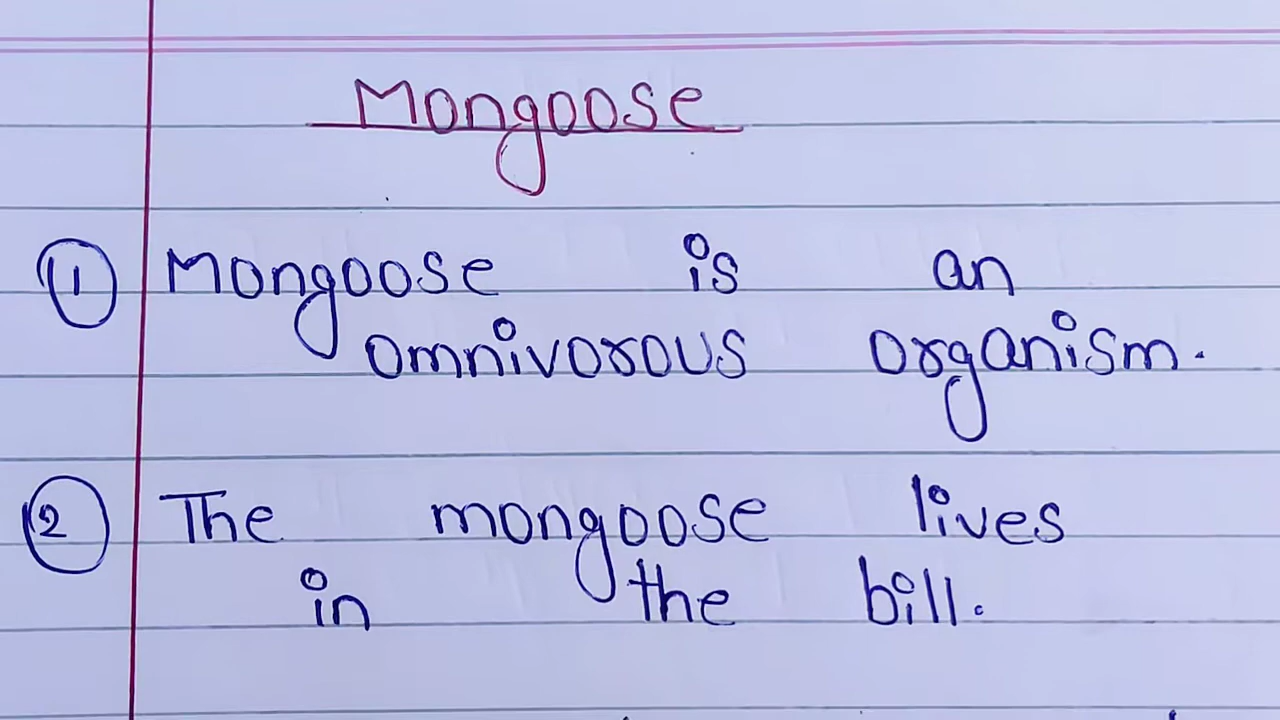 Mongoose
1 Mongoose is an
omnivorous organism.
2 The mongoose lives
in the bill.